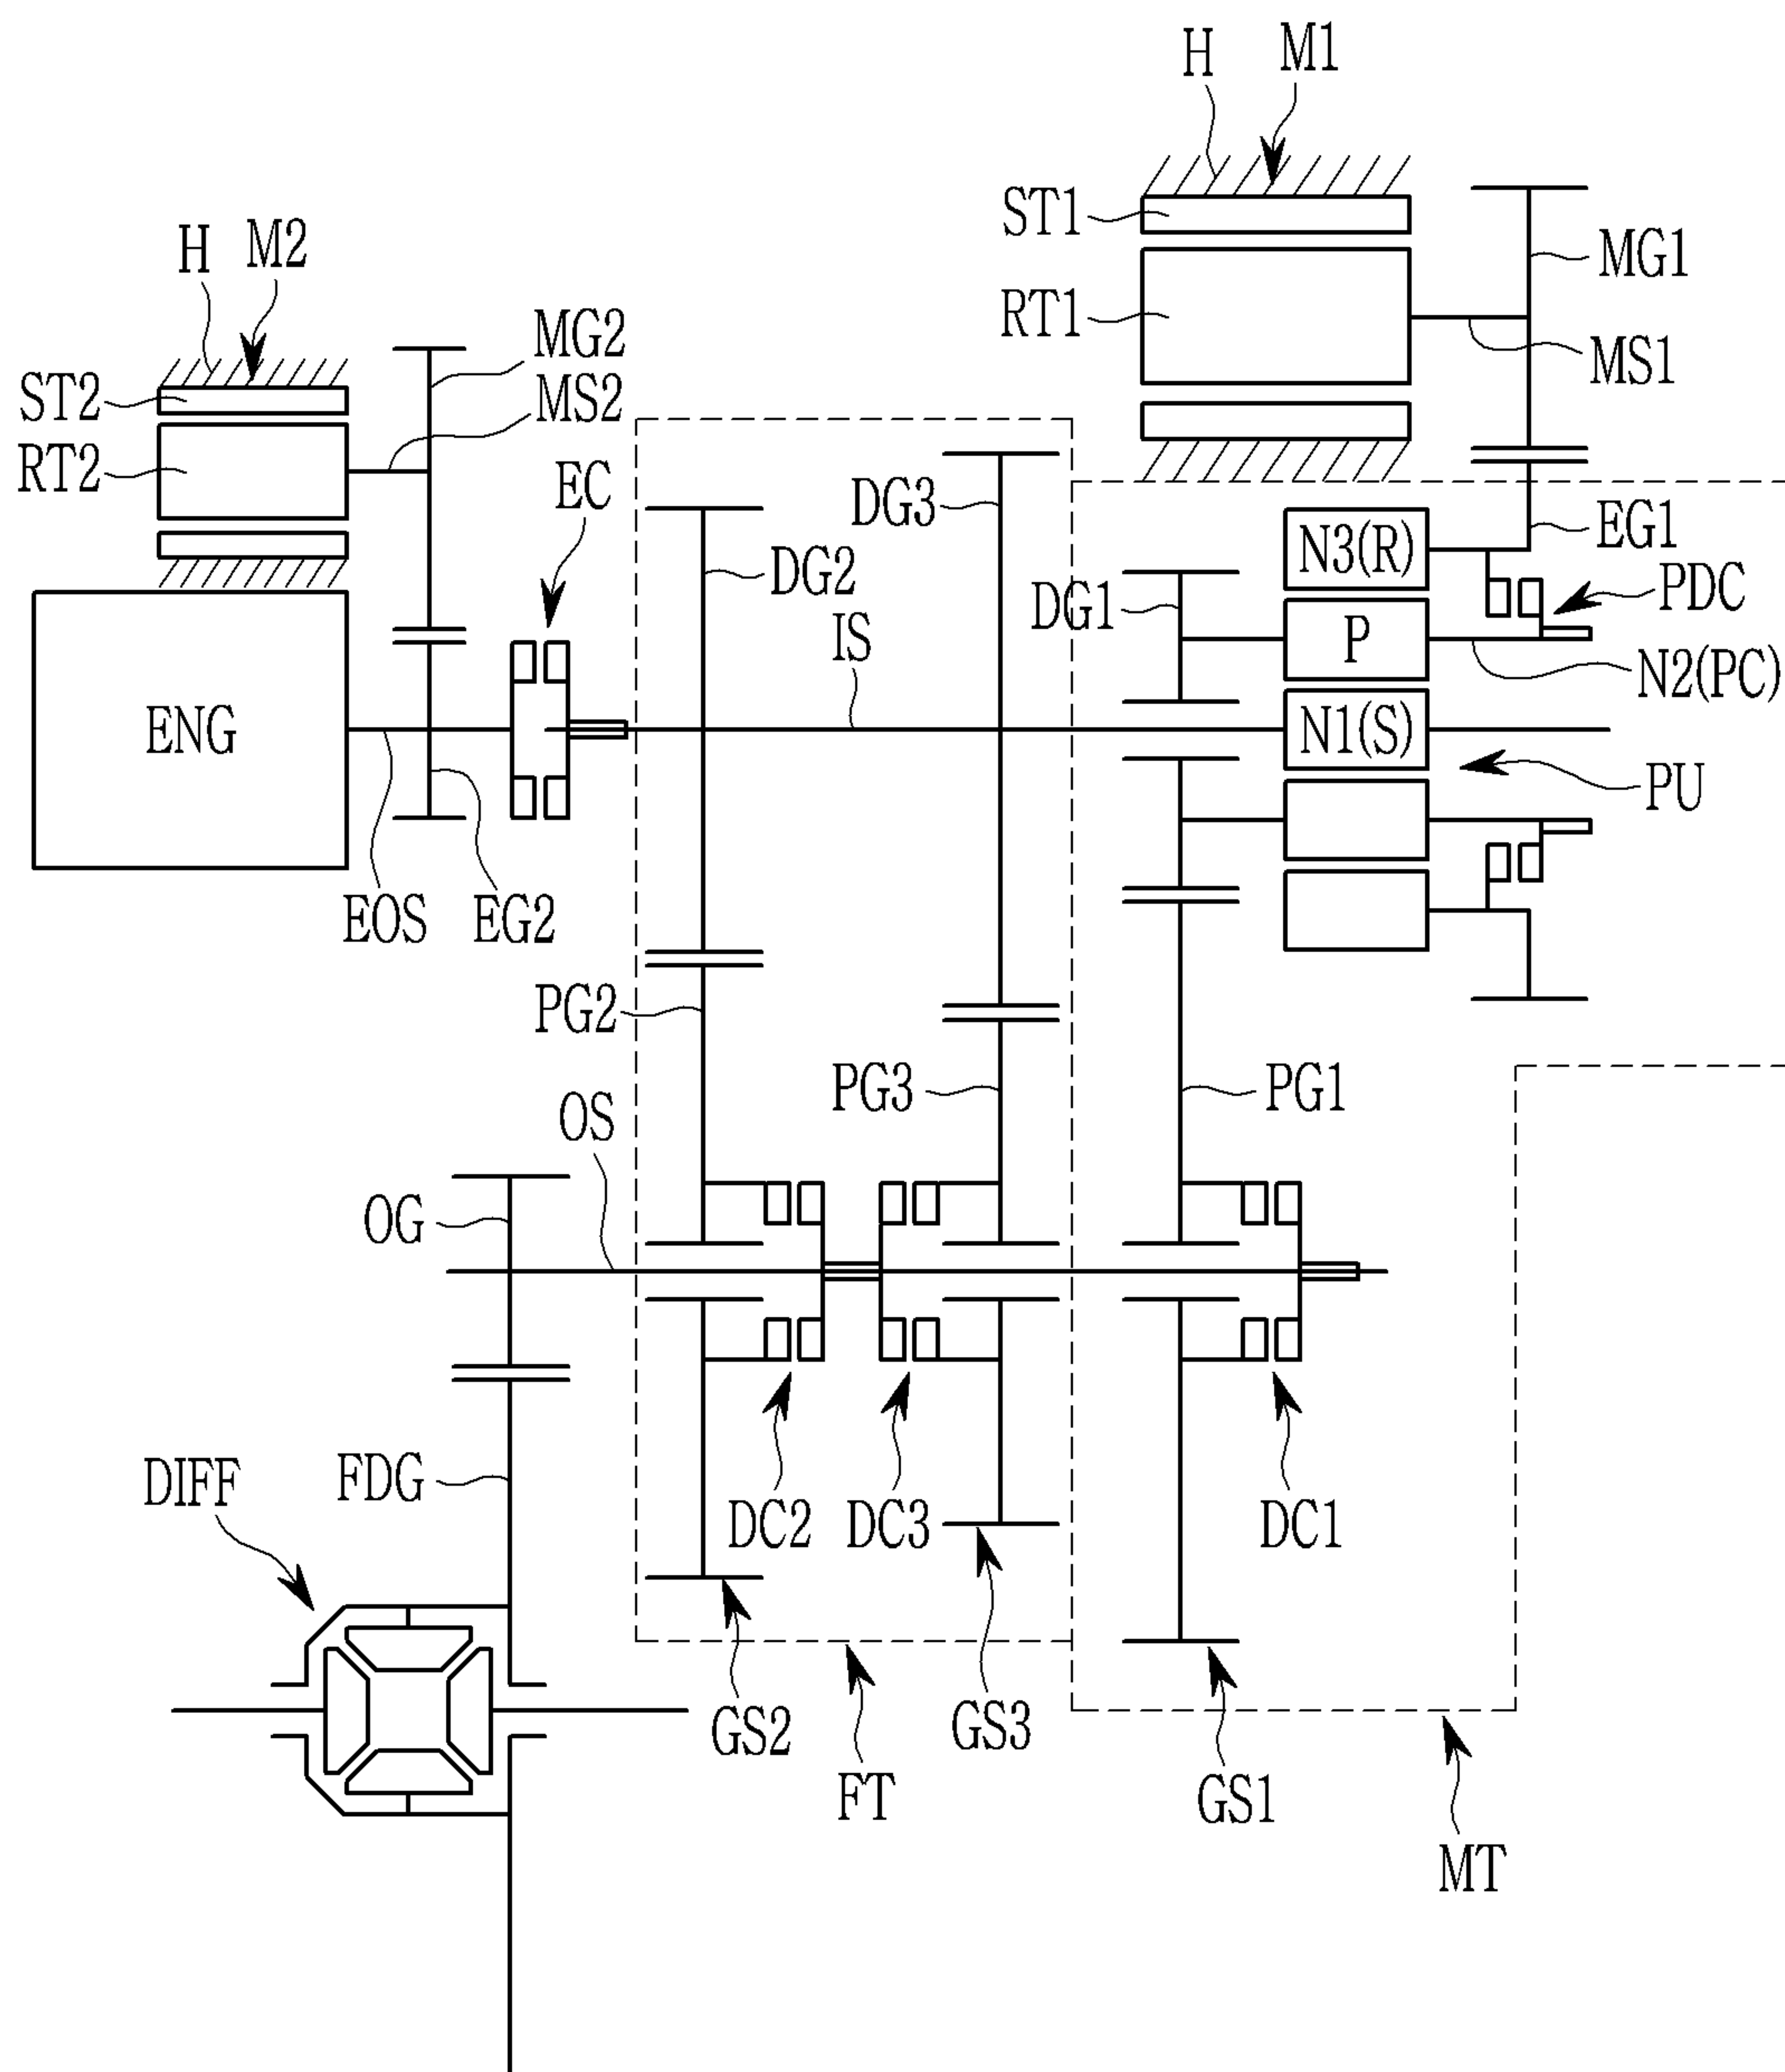 H
M1
ST1
MG1
H
M2
RT1
MG2
MS1
ST2
MS2
RT2
EC
DG3
EG1
N3(R)
DG2
PDC
DG1
P
IS
N2(PC)
ENG
N1(S)
PU
EOS
EG2
PG2
PG3
PG1
OS
OG
FDG
DIFF
DC2
DC3
DC1
GS2
GS3
FT
GS1
MT